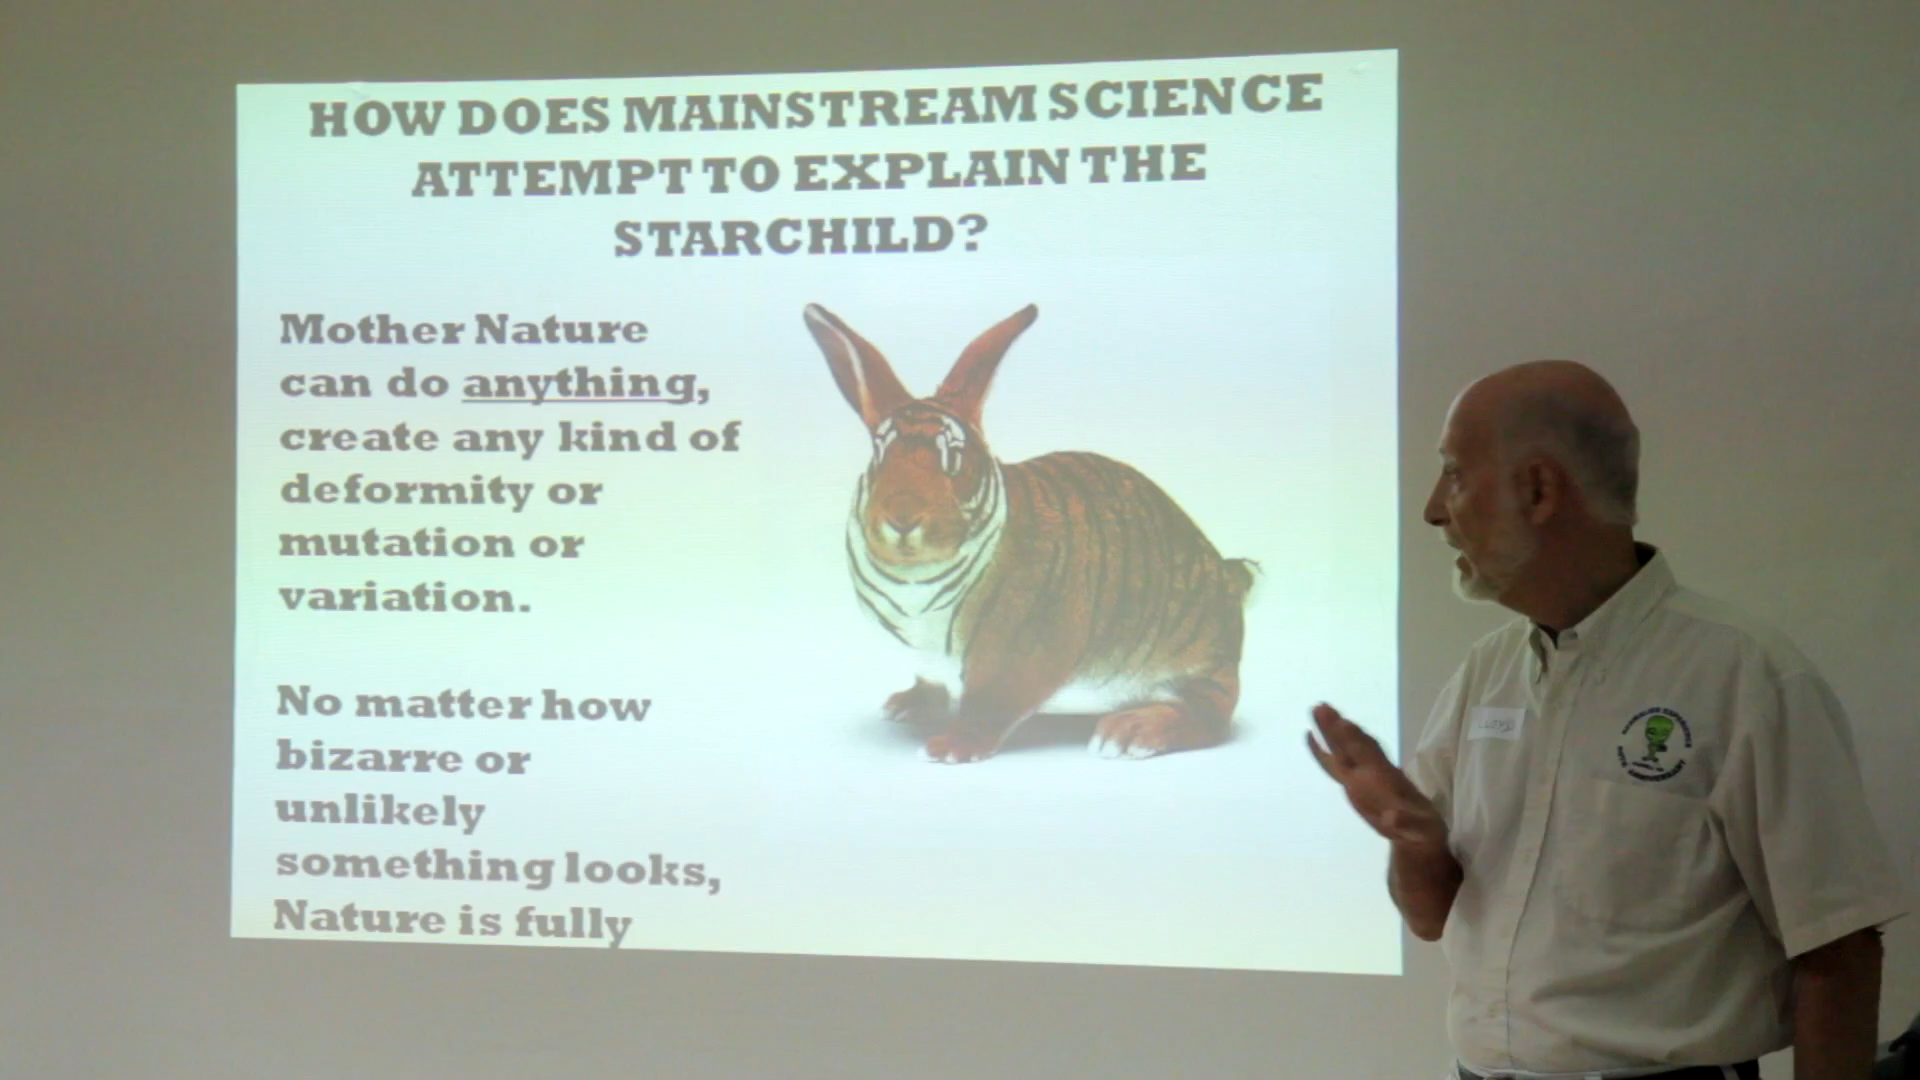 HOW DOES MAINSTREAM SCIENCE
ATTEMPT TO EXPLAIN THE
STARCHILD?
Mother Nature
can do anything,
create any kind of
deformity or
mutation or
variation.
No matter how
bizarre or
unlikely
something looks,
Nature is fully